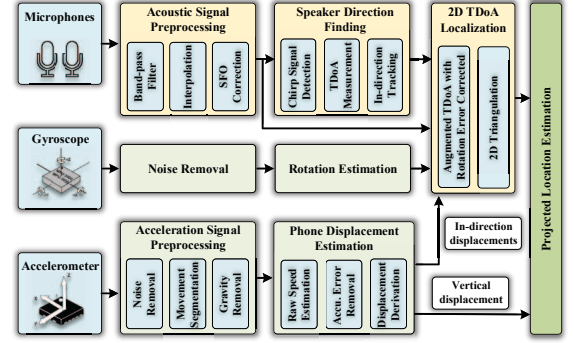 Microphones
Acoustic Signal
Preprocessing
Band-pass
Filter
Interpolation
SFO
Correction
Speaker Direction
Finding
Chirp Signal
Detection
TDoA
Measurement
In-direction
Tracking
2D TDoA
Localization
Augmented TDoA with
Rotation Error Corrected
2D Triangulation
Projected Location Estimation
Gyroscope
Noise Removal
Rotation Estimation
Accelerometer
Acceleration Signal
Preprocessing
Noise
Removal
Movement
Segmentation
Gravity
Removal
Phone Displacement
Estimation
Raw Speed
Estimation
Accu. Error
Removal
Displacement
Derivation
In-direction
displacements
Vertical
displacement